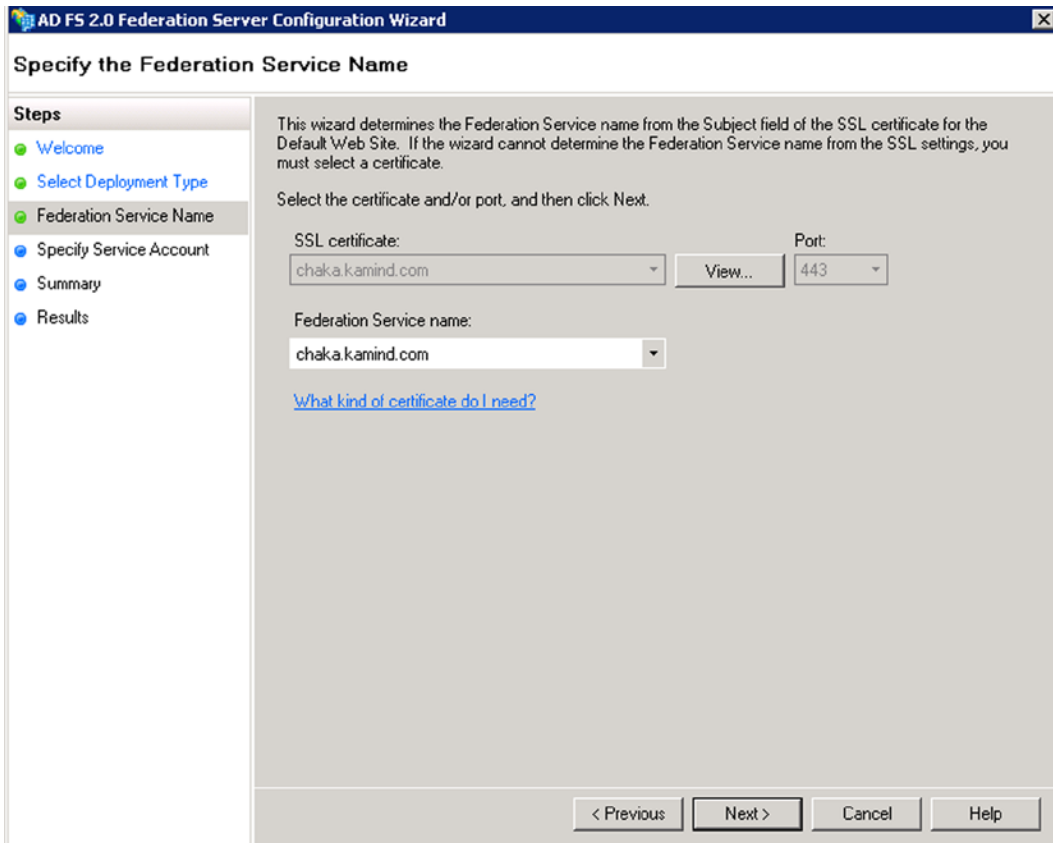 AD FS 2.0 Federation Server Configuration Wizard
Specify the Federation Service Name
Steps
Welcome
Select Deployment Type
Federation Service Name
Specify Service Account
Summary
Results
This wizard determines the Federation Service name from the Subject field of the SSL certificate for the
Default Web Site. If the wizard cannot determine the Federation Service name from the SSL settings, you
must select a certificate.
Select the certificate and/or port, and then click Next.
SSL certificate: Port:
chaka.kamind.com View... 443
Federation Service name:
chaka.kamind.com
What kind of certificate do I need?
< Previous Next > Cancel Help